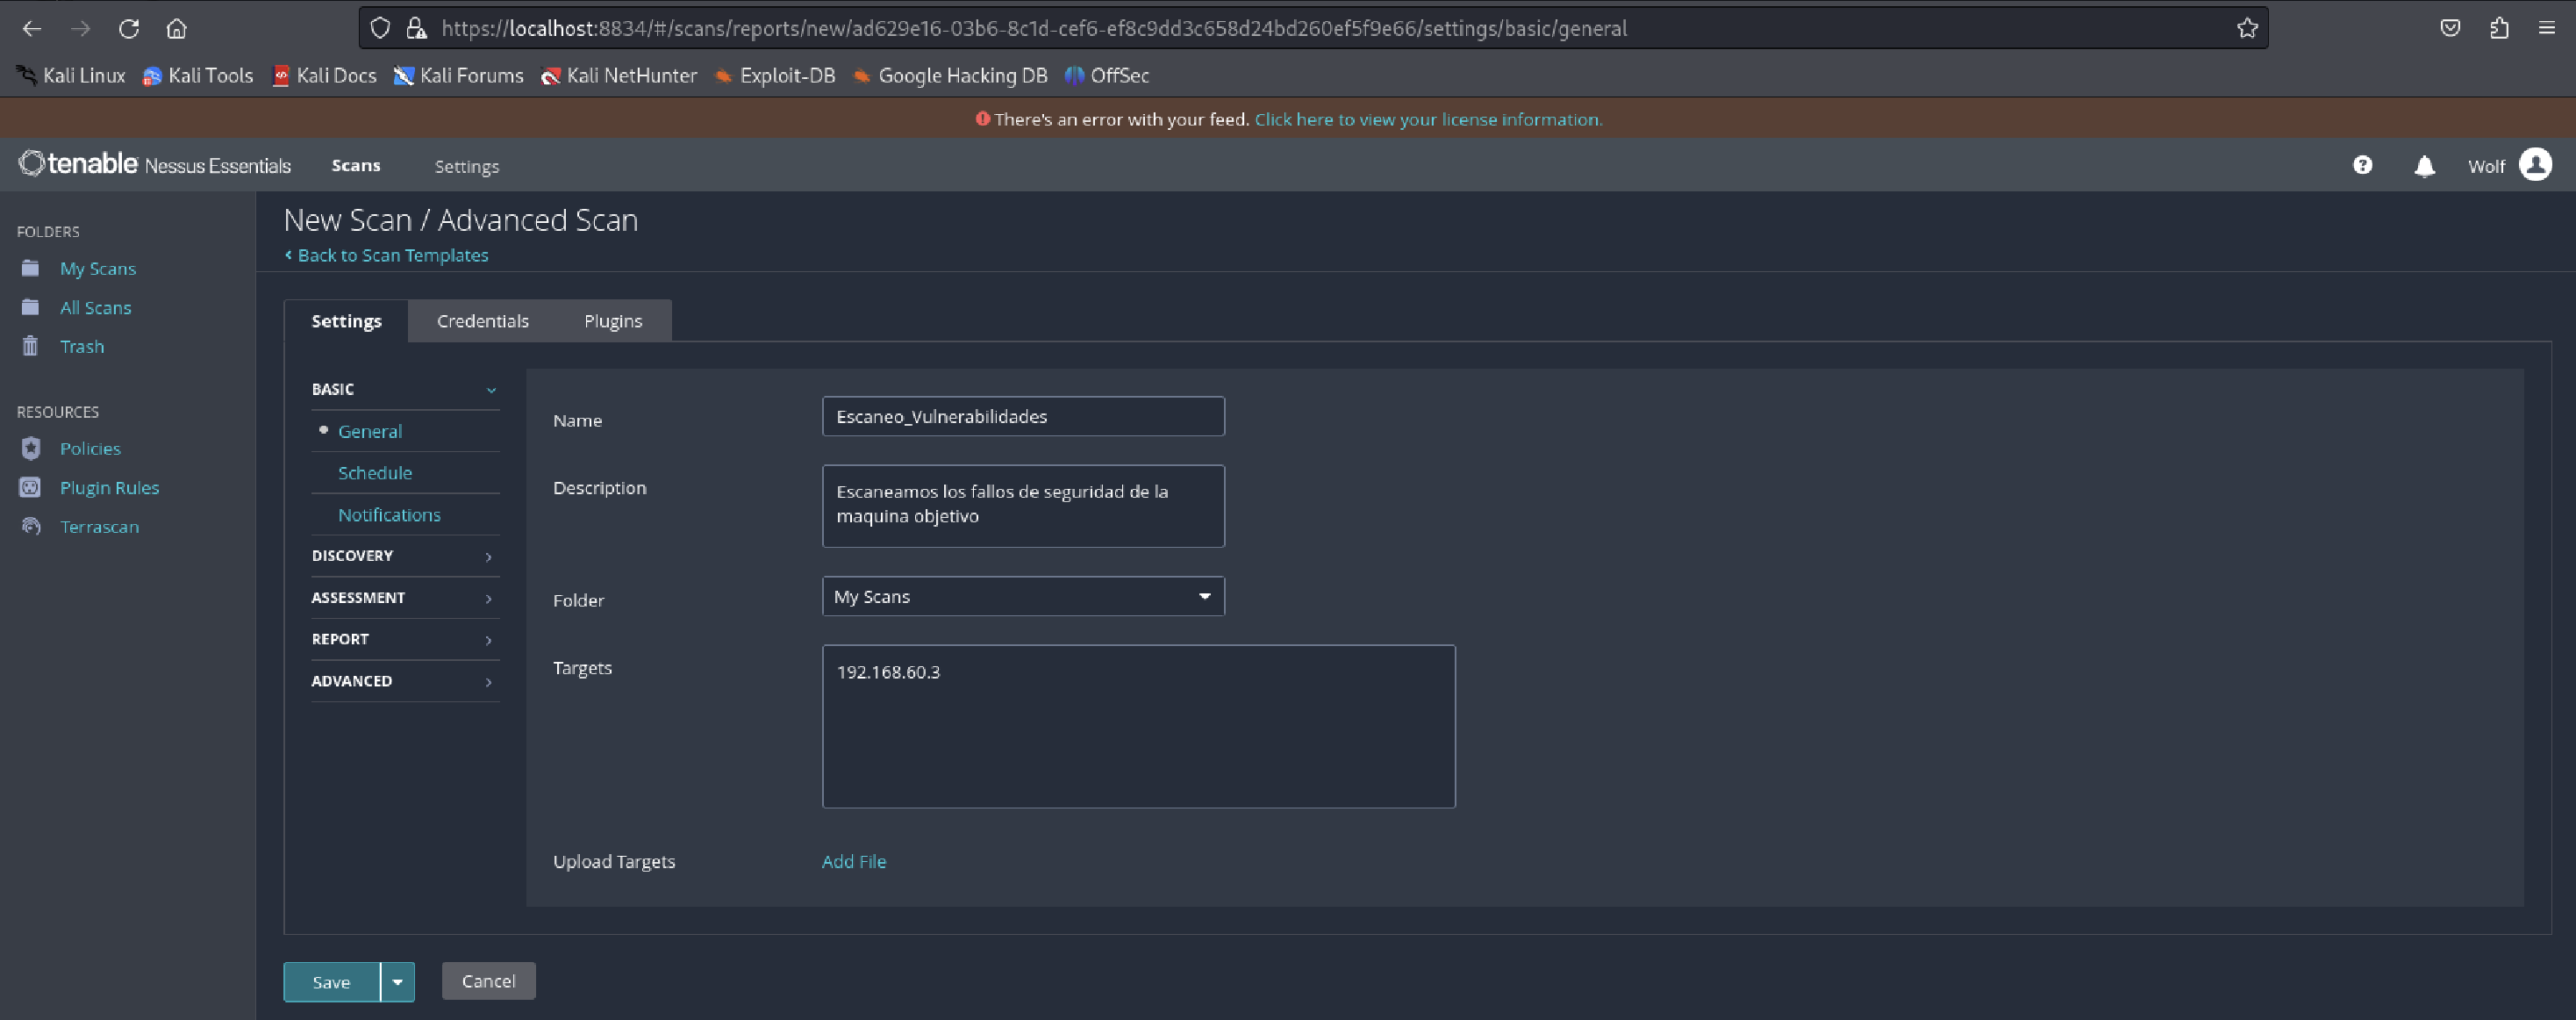 https://localhost:8834/#/scans/reports/new/ad629e16-03b6-8c1d-cef6-ef8c9dd3c658d24bd260ef5f9e66/settings/basic/general
Kali Linux Kali Tools Kali Docs Kali Forums Kali NetHunter Exploit-DB Google Hacking DB OffSec
There's an error with your feed. Click here to view your license information.
tenable Nessus Essentials Scans Settings Wolf
New Scan / Advanced Scan
Back to Scan Templates
FOLDERS
My Scans
All Scans
Trash
RESOURCES
Policies
Plugin Rules
Terrascan
Settings Credentials Plugins
BASIC
General
Schedule
Notifications
DISCOVERY
ASSESSMENT
REPORT
ADVANCED
Name Escaneo_Vulnerabilidades
Description Escaneamos los fallos de seguridad de la
maquina objetivo
Folder My Scans
Targets 192.168.60.3
Upload Targets Add File
Save Cancel